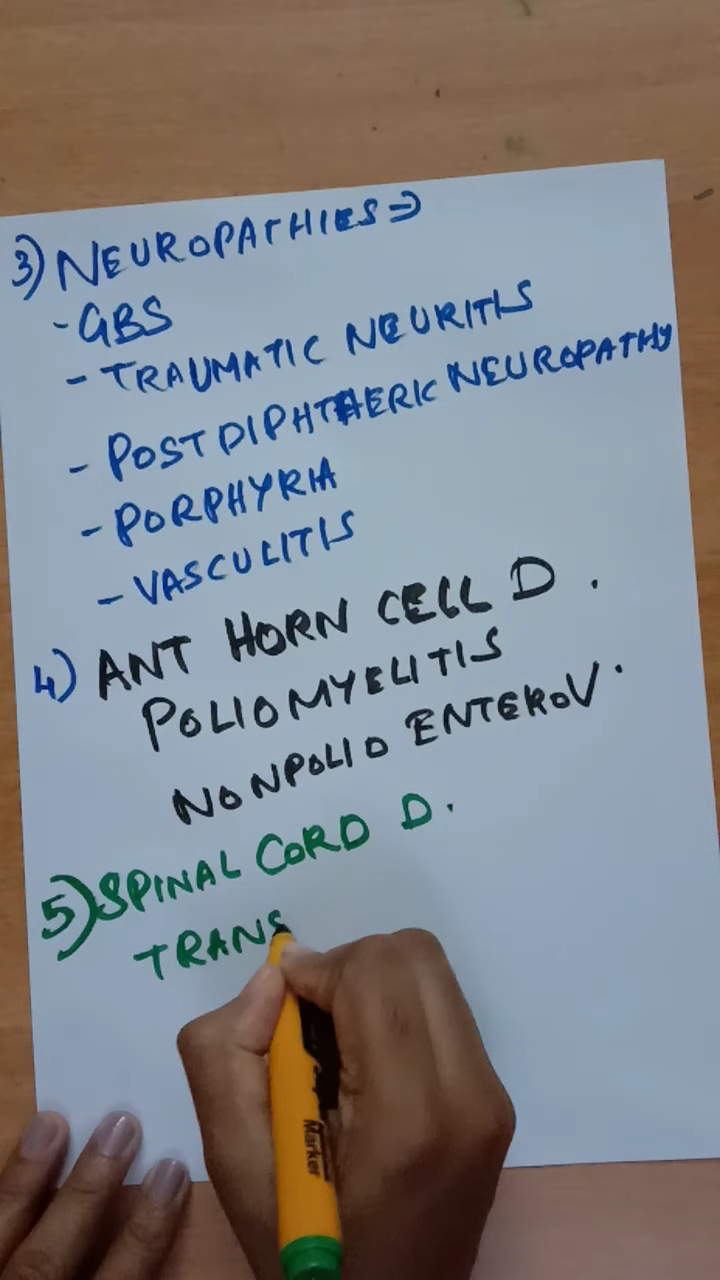 3) NEUROPATHIES ⇒
- GBS
- TRAUMATIC NEURITIS
- POSTDIPHTHERIC NEUROPATHY
- PORPHYRIA
- VASCULITIS
4) ANT HORN CELL D.
POLIOMYELITIS
NONPOLIO ENTEROV.
5) SPINAL CORD D.
TRANS
Marker